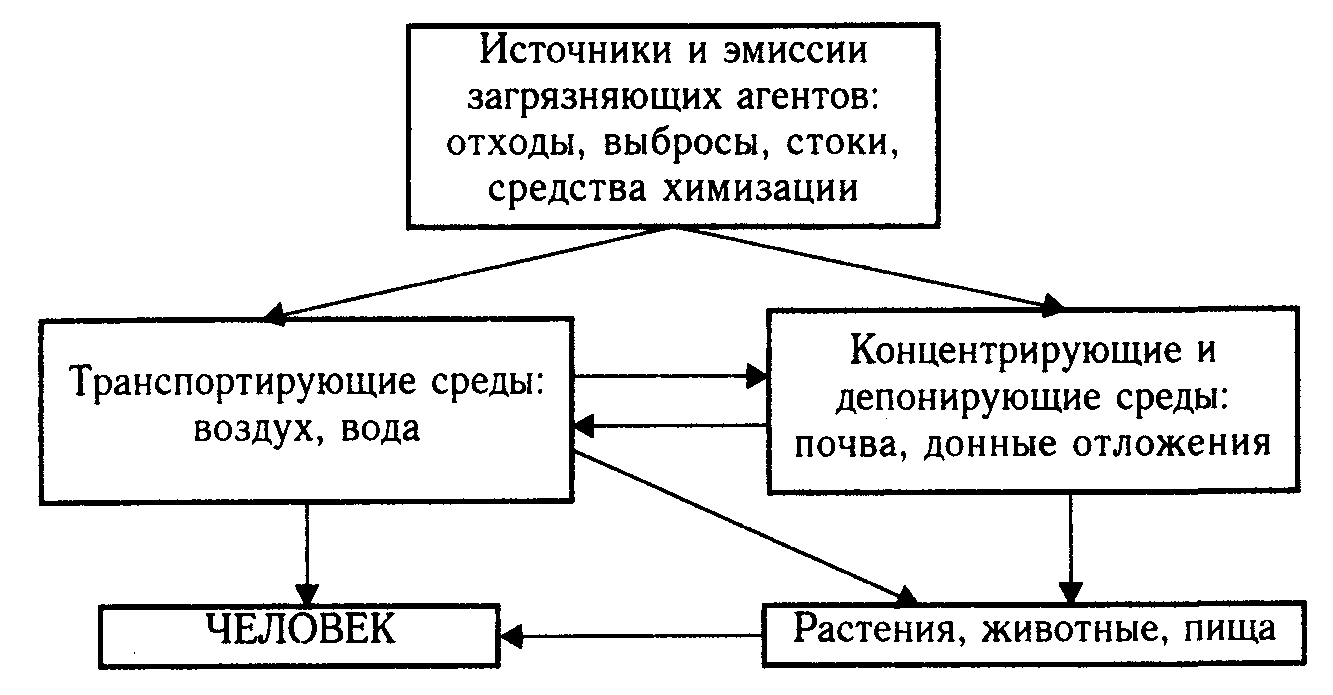 Источники и эмиссии
загрязняющих агентов:
отходы, выбросы, стоки,
средства химизации
Транспортирующие среды:
воздух, вода
Концентрирующие и
депонирующие среды:
почва, донные отложения
ЧЕЛОВЕК
Растения, животные, пища